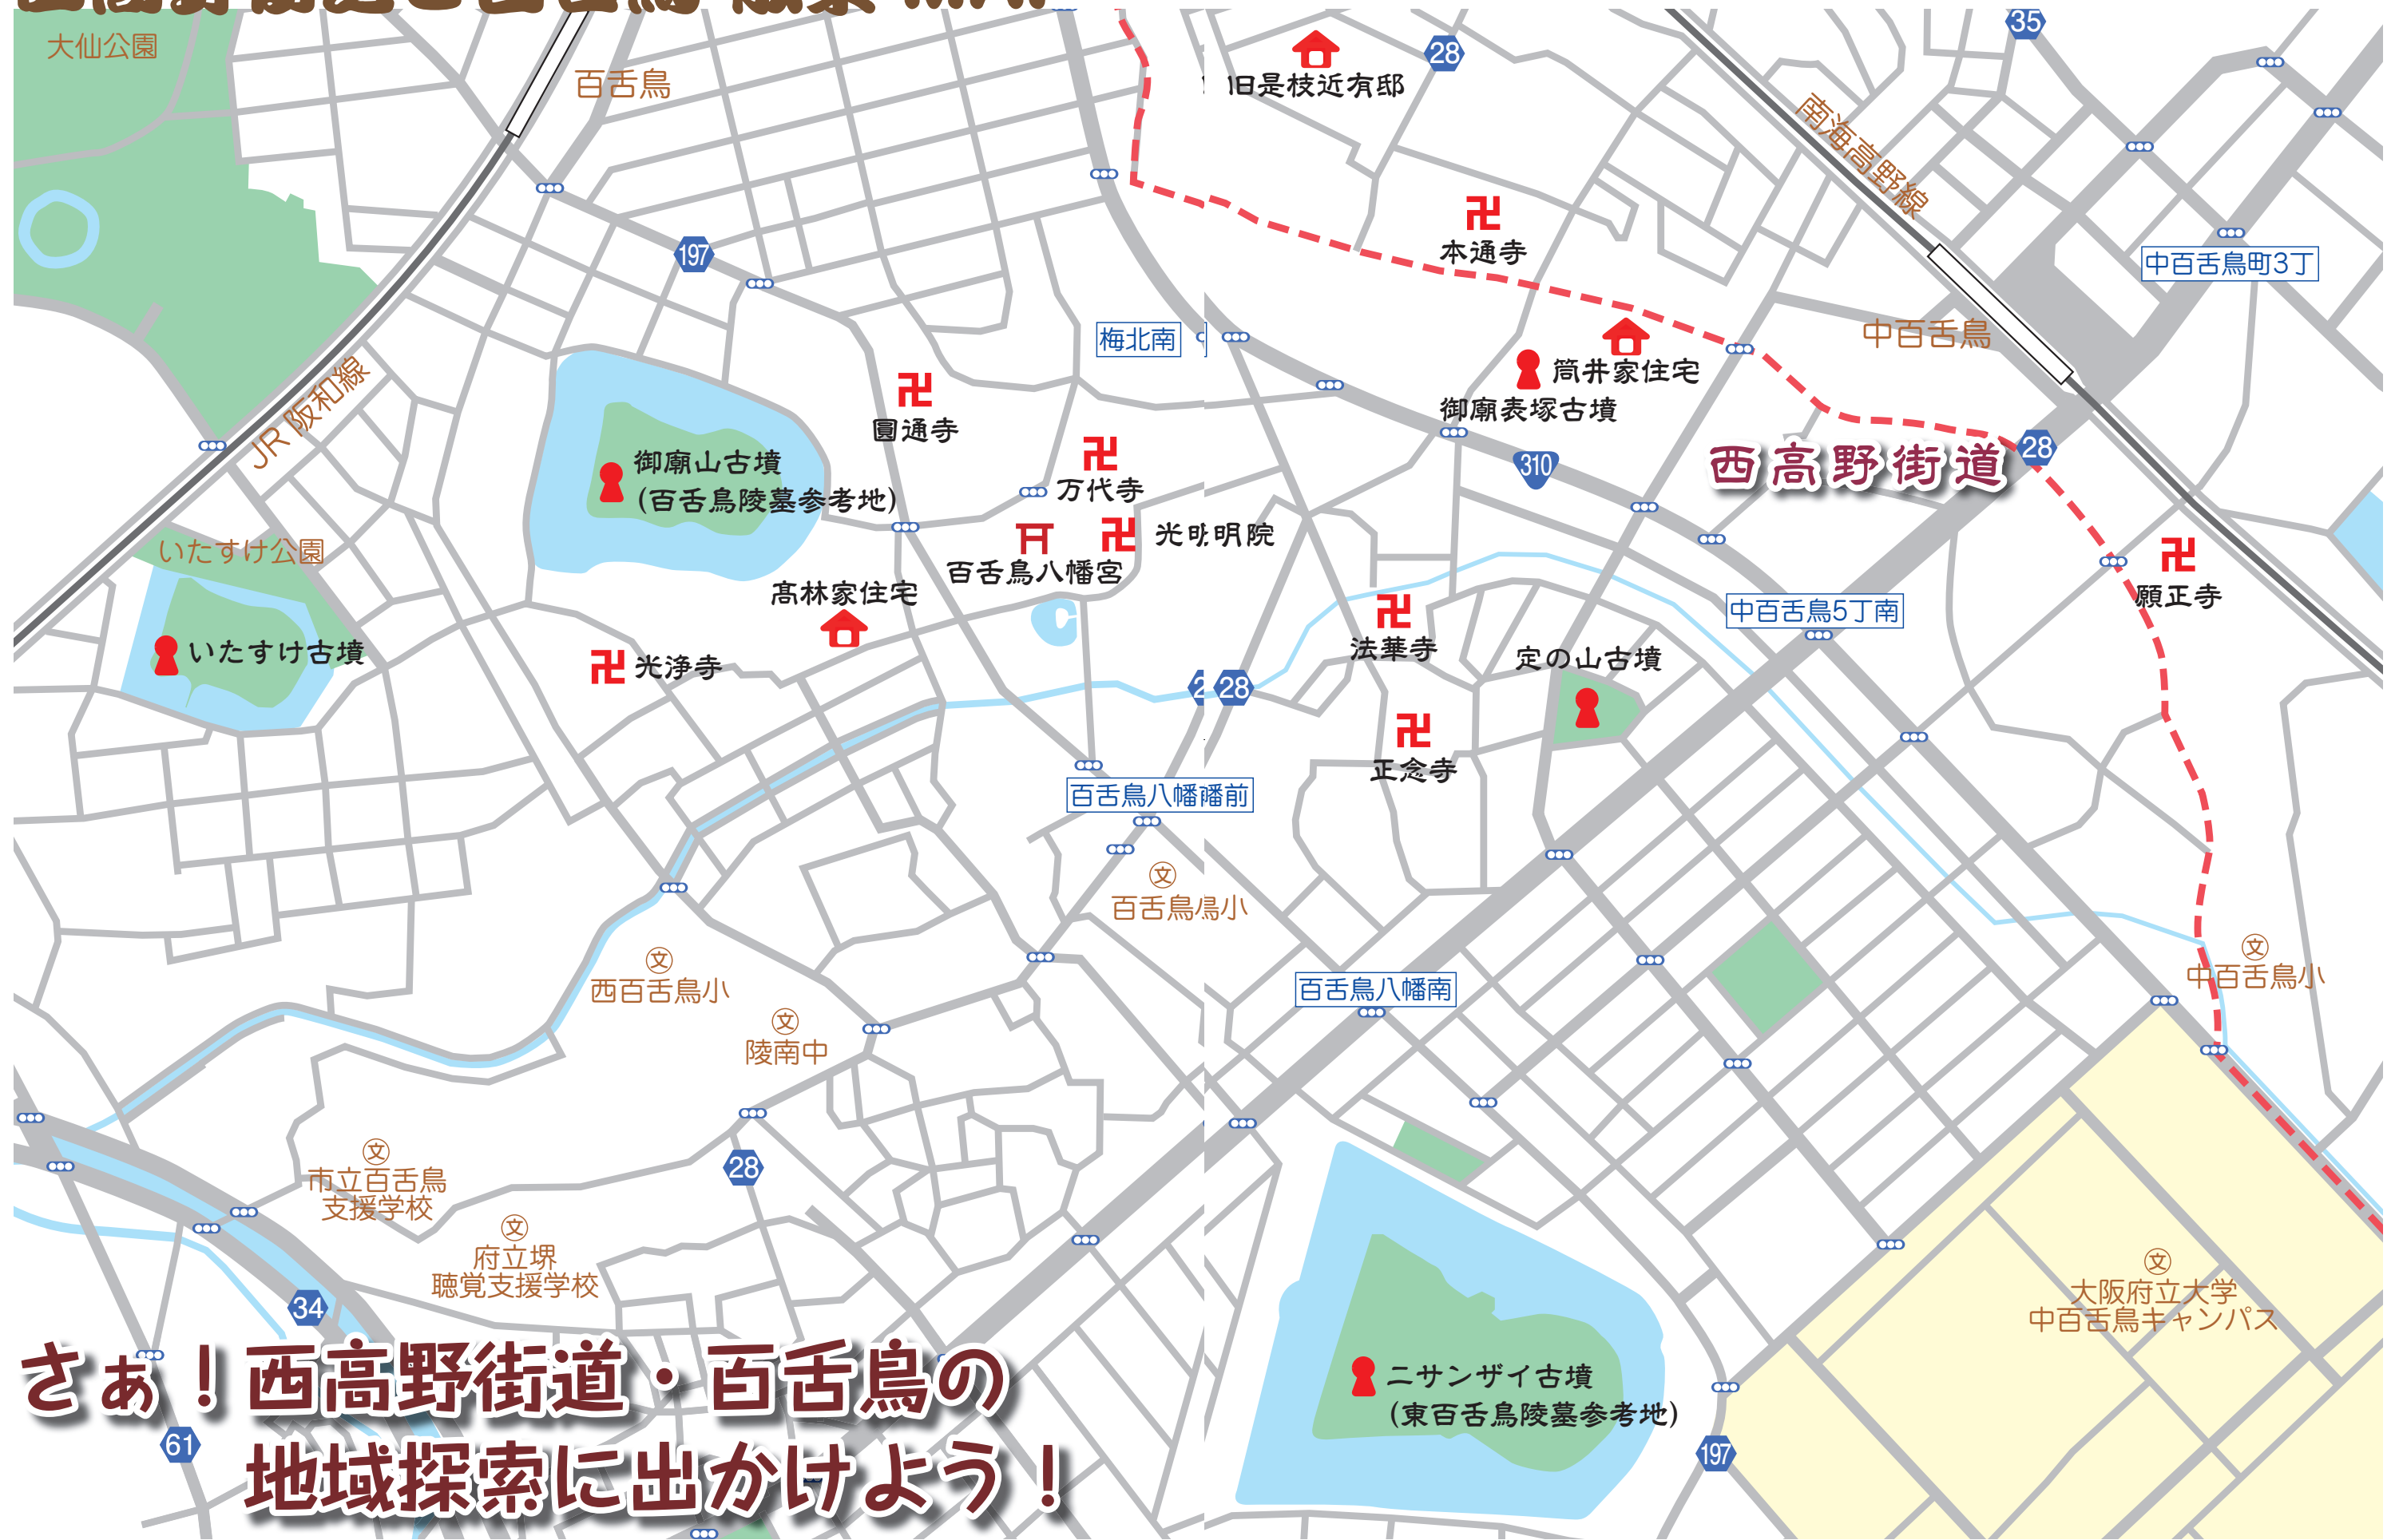 大仙公園
百舌鳥
旧是枝近有邸
28
35
南海高野線
本通寺
197
中百舌鳥町3丁
梅北南
中百舌鳥
筒井家住宅
御廟表塚古墳
JR 阪和線
圓通寺
西高野街道
28
310
御廟山古墳
(百舌鳥陵墓参考地)
万代寺
光明院
いたすけ公園
百舌鳥八幡宮
髙林家住宅
願正寺
中百舌鳥5丁南
法華寺
定の山古墳
いたすけ古墳
光浄寺
28
正念寺
百舌鳥八幡前
百舌鳥小
文
西百舌鳥小
文
百舌鳥八幡南
文
中百舌鳥小
文
陵南中
文
市立百舌鳥
支援学校
28
文
府立堺
聴覚支援学校
文
大阪府立大学
中百舌鳥キャンパス
34
ニサンザイ古墳
(東百舌鳥陵墓参考地)
61
197
さぁ！西高野街道・百舌鳥の
地域探索に出かけよう！